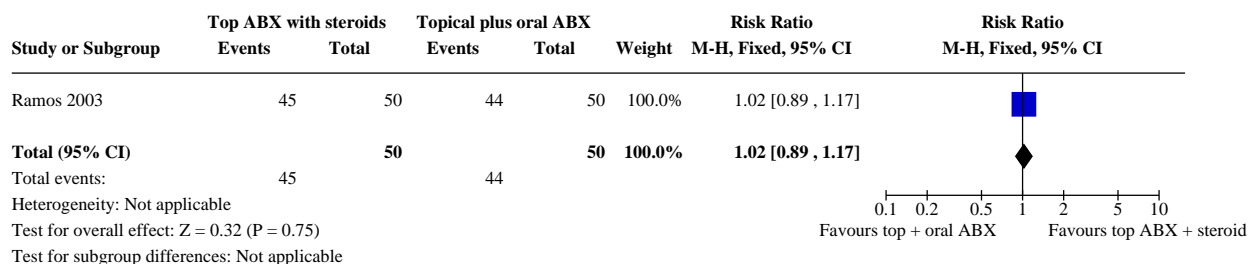 Top ABX with steroids Topical plus oral ABX Risk Ratio Risk Ratio
Study or Subgroup Events Total Events Total Weight M-H, Fixed, 95% CI M-H, Fixed, 95% CI
Ramos 2003 45 50 44 50 100.0% 1.02 [0.89 , 1.17]
Total (95% CI) 50 50 100.0% 1.02 [0.89 , 1.17]
Total events: 45 44
Heterogeneity: Not applicable
0.1 0.2 0.5 1 2 5 10
Test for overall effect: Z = 0.32 (P = 0.75) Favours top + oral ABX Favours top ABX + steroid
Test for subgroup differences: Not applicable